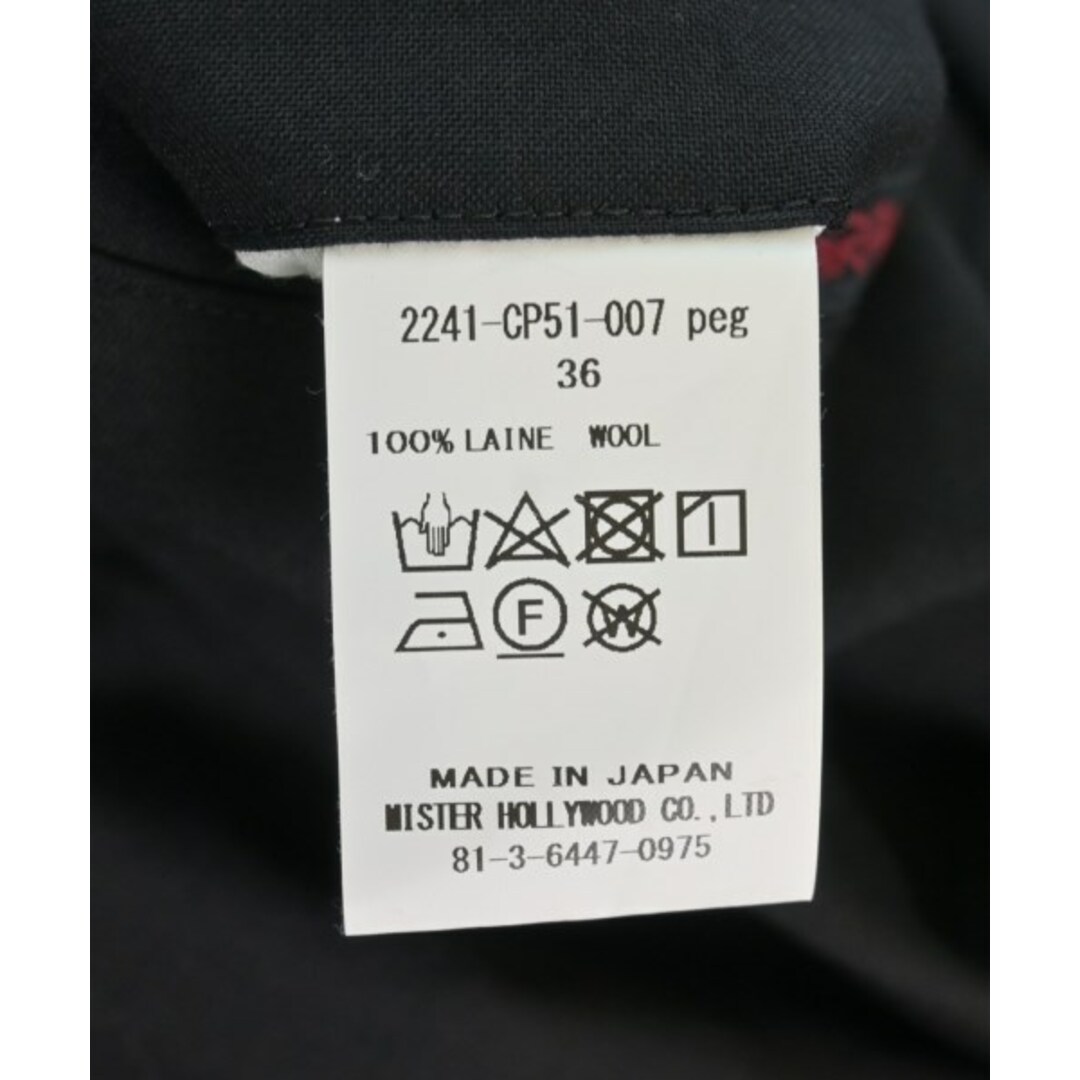 2241-CP51-007 peg
36
100% LAINE WOOL
F W
MADE IN JAPAN
MISTER HOLLYWOOD CO.,LTD
81-3-6447-0975